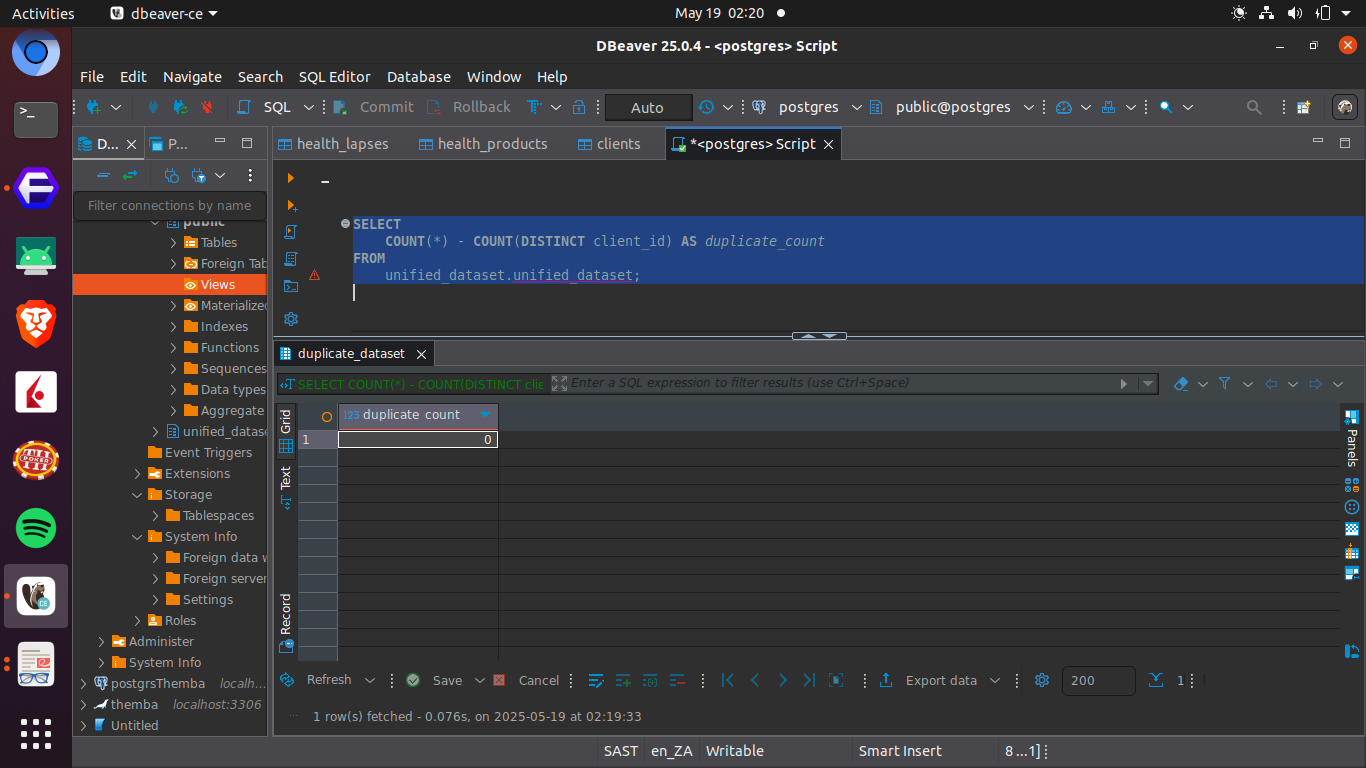 Activities
dbeaver-ce
May 19 02:20
DBeaver 25.0.4 - <postgres> Script
File Edit Navigate Search SQL Editor Database Window Help
SQL Commit Rollback Auto postgres public@postgres
D... P...
health_lapses health_products clients *<postgres> Script
Filter connections by name
public
Tables
Foreign Tab
Views
Materialized
Indexes
Functions
Sequences
Data types
Aggregate
unified_datase
Event Triggers
Extensions
Storage
Tablespaces
System Info
Foreign data w
Foreign server
Settings
Roles
Administer
System Info
postgrsThemba localh...
themba localhost:3306
Untitled
SELECT
COUNT(*) - COUNT(DISTINCT client_id) AS duplicate_count
FROM
unified_dataset.unified_dataset;
duplicate_dataset
SELECT COUNT(*) - COUNT(DISTINCT clie
Enter a SQL expression to filter results (use Ctrl+Space)
Grid
Text
Record
123 duplicate_count
1 0
Panels
Refresh Save Cancel Export data 200 1
1 row(s) fetched - 0.076s, on 2025-05-19 at 02:19:33
SAST en_ZA Writable Smart Insert 8 ...1]